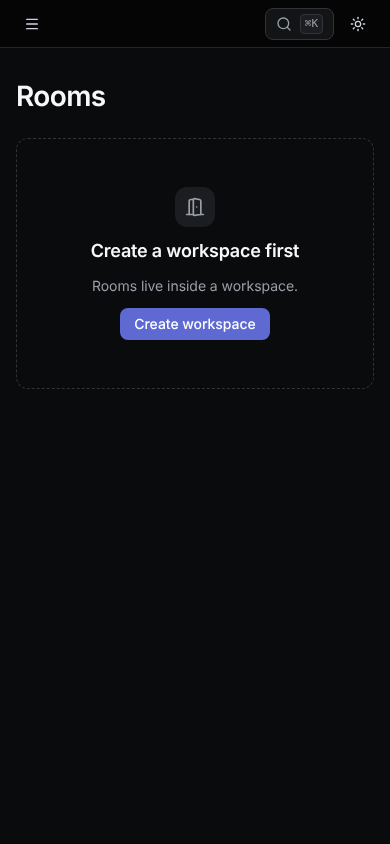 ⌘K
Rooms
Create a workspace first
Rooms live inside a workspace.
Create workspace